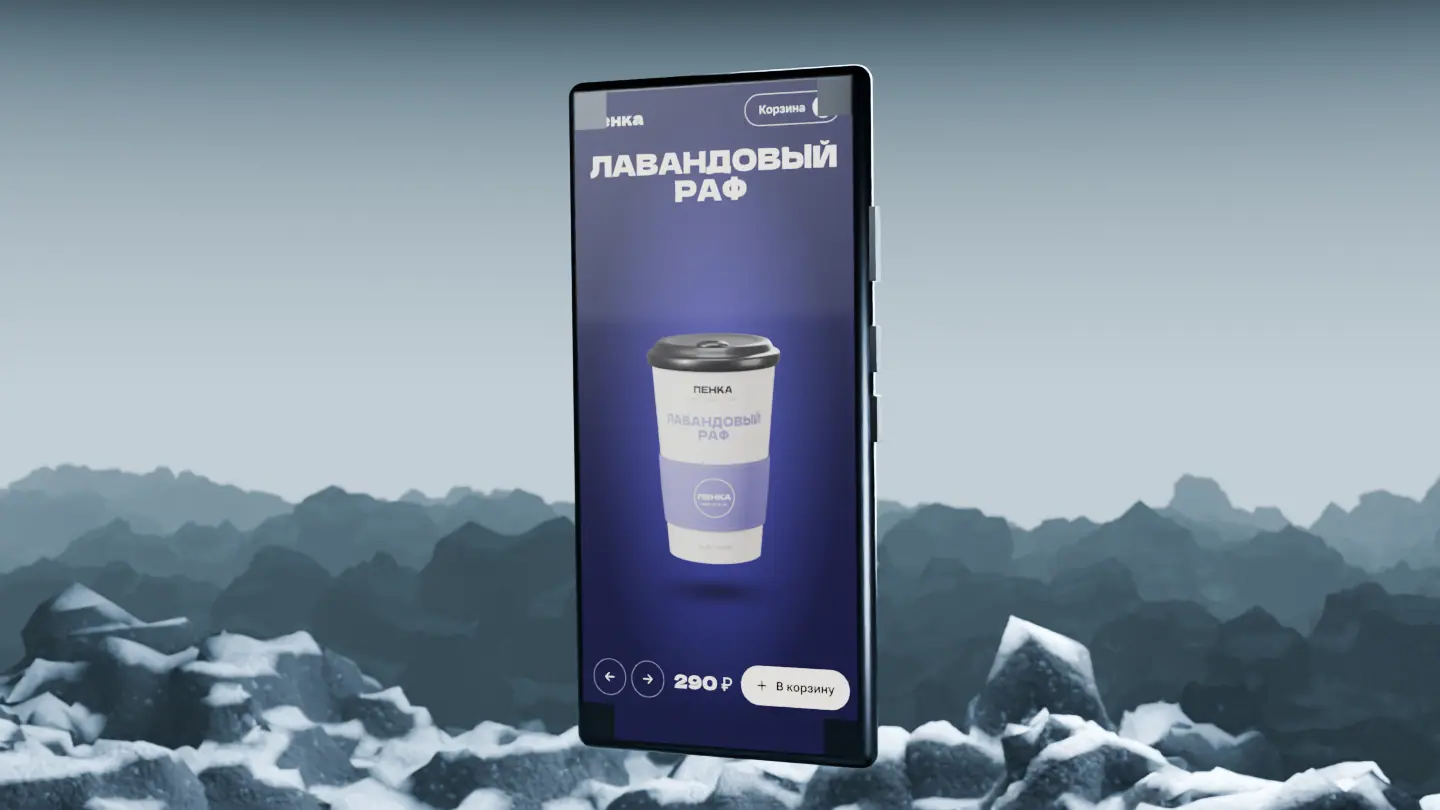 енка
Корзина
ЛАВАНДОВЫЙ
РАФ
ПЕНКА
ЛАВАНДОВЫЙ
РАФ
ПЕНКА
290 ₽
+ В корзину